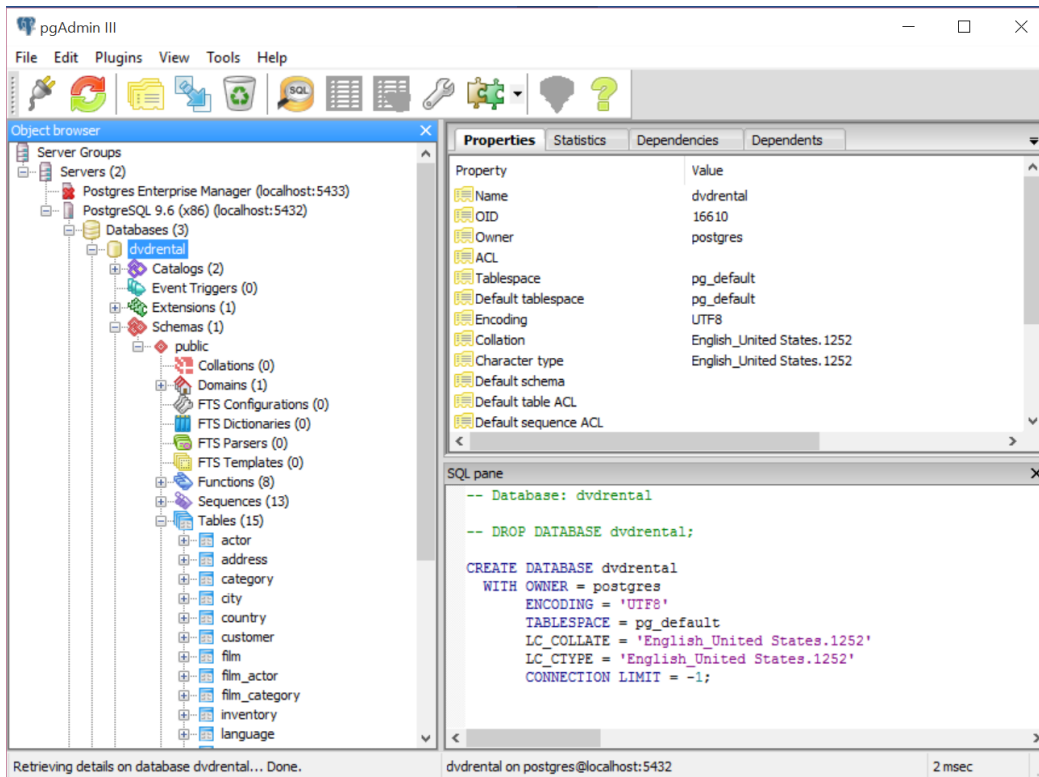 pgAdmin III
File Edit Plugins View Tools Help
SQL
Object browser
Server Groups
Servers (2)
Postgres Enterprise Manager (localhost:5433)
PostgreSQL 9.6 (x86) (localhost:5432)
Databases (3)
dvdrental
Catalogs (2)
Event Triggers (0)
Extensions (1)
Schemas (1)
public
Collations (0)
Domains (1)
FTS Configurations (0)
FTS Dictionaries (0)
FTS Parsers (0)
FTS Templates (0)
Functions (8)
Sequences (13)
Tables (15)
actor
address
category
city
country
customer
film
film_actor
film_category
inventory
language
Properties Statistics Dependencies Dependents
Property Value
Name dvdrental
OID 16610
Owner postgres
ACL
Tablespace pg_default
Default tablespace pg_default
Encoding UTF8
Collation English_United States.1252
Character type English_United States.1252
Default schema
Default table ACL
Default sequence ACL
SQL pane
-- Database: dvdrental
-- DROP DATABASE dvdrental;
CREATE DATABASE dvdrental
WITH OWNER = postgres
ENCODING = 'UTF8'
TABLESPACE = pg_default
LC_COLLATE = 'English_United States.1252'
LC_CTYPE = 'English_United States.1252'
CONNECTION LIMIT = -1;
Retrieving details on database dvdrental... Done. dvdrental on postgres@localhost:5432 2 msec